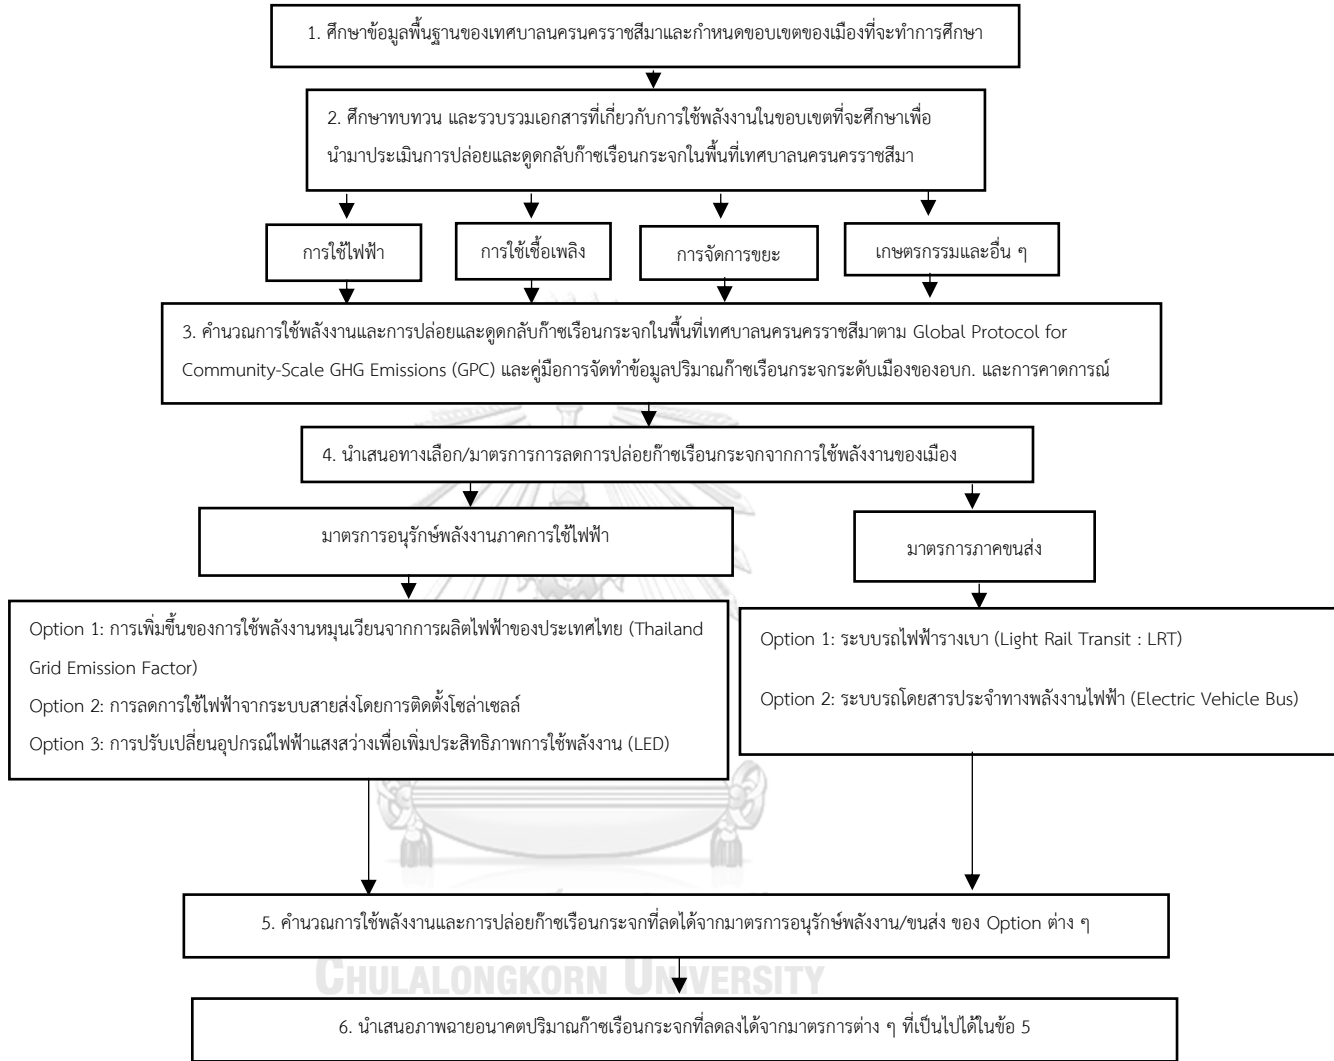 1. ศึกษาข้อมูลพื้นฐานของเทศบาลนครนครราชสีมาและกำหนดขอบเขตของเมืองที่จะทำการศึกษา
2. ศึกษาทบทวน และรวบรวมเอกสารที่เกี่ยวกับการใช้พลังงานในขอบเขตที่จะศึกษาเพื่อ
นำมาประเมินการปล่อยและดูดกลับก๊าซเรือนกระจกในพื้นที่เทศบาลนครนครราชสีมา
การใช้ไฟฟ้า
การใช้เชื้อเพลิง
การจัดการขยะ
เกษตรกรรมและอื่น ๆ
3. คำนวณการใช้พลังงานและการปล่อยและดูดกลับก๊าซเรือนกระจกในพื้นที่เทศบาลนครนครราชสีมาตาม Global Protocol for
Community-Scale GHG Emissions (GPC) และคู่มือการจัดทำข้อมูลปริมาณก๊าซเรือนกระจกระดับเมืองของอบก. และการคาดการณ์
4. นำเสนอทางเลือก/มาตรการการลดการปล่อยก๊าซเรือนกระจกจากการใช้พลังงานของเมือง
มาตรการอนุรักษ์พลังงานภาคการใช้ไฟฟ้า
มาตรการภาคขนส่ง
Option 1: การเพิ่มขึ้นของการใช้พลังงานหมุนเวียนจากการผลิตไฟฟ้าของประเทศไทย (Thailand
Grid Emission Factor)
Option 2: การลดการใช้ไฟฟ้าจากระบบสายส่งโดยการติดตั้งโซล่าเซลล์
Option 3: การปรับเปลี่ยนอุปกรณ์ไฟฟ้าแสงสว่างเพื่อเพิ่มประสิทธิภาพการใช้พลังงาน (LED)
Option 1: ระบบรถไฟฟ้ารางเบา (Light Rail Transit : LRT)
Option 2: ระบบรถโดยสารประจำทางพลังงานไฟฟ้า (Electric Vehicle Bus)
5. คำนวณการใช้พลังงานและการปล่อยก๊าซเรือนกระจกที่ลดได้จากมาตรการอนุรักษ์พลังงาน/ขนส่ง ของ Option ต่าง ๆ
CHULALONGKORN UNIVERSITY
6. นำเสนอภาพฉายอนาคตปริมาณก๊าซเรือนกระจกที่ลดลงได้จากมาตรการต่าง ๆ ที่เป็นไปได้ในข้อ 5